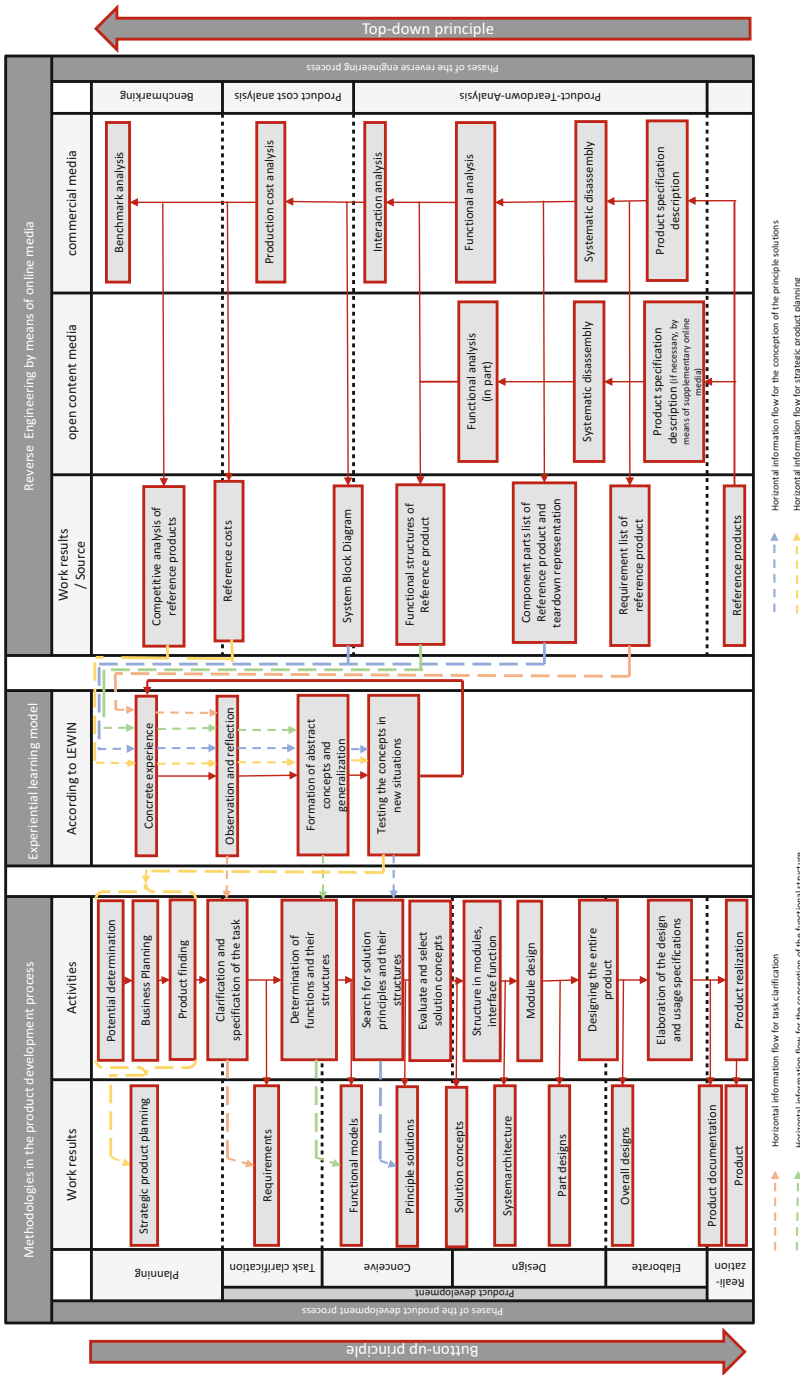 Button-up principle
Top-down principle
Methodologies in the product development process
Experiential learning model
Reverse Engineering by means of online media
Phases of the product development process
Work results
Activities
According to LEWIN
Work results
/ Source
open content media
commercial media
Phases of the reverse engineering process
Product development
Planning
Task clarification
Conceive
Design
Elaborate
Reali-
zation
Strategic product planning
Requirements
Functional models
Principle solutions
Solution concepts
Systemarchitecture
Part designs
Overall designs
Product documentation
Product
Potential determination
Business Planning
Product finding
Clarification and
specification of the task
Determination of
functions and their
structures
Search for solution
principles and their
structures
Evaluate and select
solution concepts
Structure in modules,
interface function
Module design
Designing the entire
product
Elaboration of the design
and usage specifications
Product realization
Concrete experience
Observation and reflection
Formation of abstract
concepts and
generalization
Testing the concepts in
new situations
Competitive analysis of
reference products
Reference costs
System Block Diagram
Functional structures of
Reference product
Component parts list of
Reference product and
teardown representation
Requirement list of
reference product
Reference products
Functional analysis
(in part)
Systematic disassembly
Product specification
description (if necessary, by
means of supplementary online
media)
Benchmark analysis
Production cost analysis
Interaction analysis
Functional analysis
Systematic disassembly
Product specification
description
Benchmarking
Product cost analysis
Product-Teardown-Analysis
Horizontal information flow for task clarification
Horizontal information flow for the conception of the functional structure
Horizontal information flow for the conception of the principle solutions
Horizontal information flow for strategic product planning